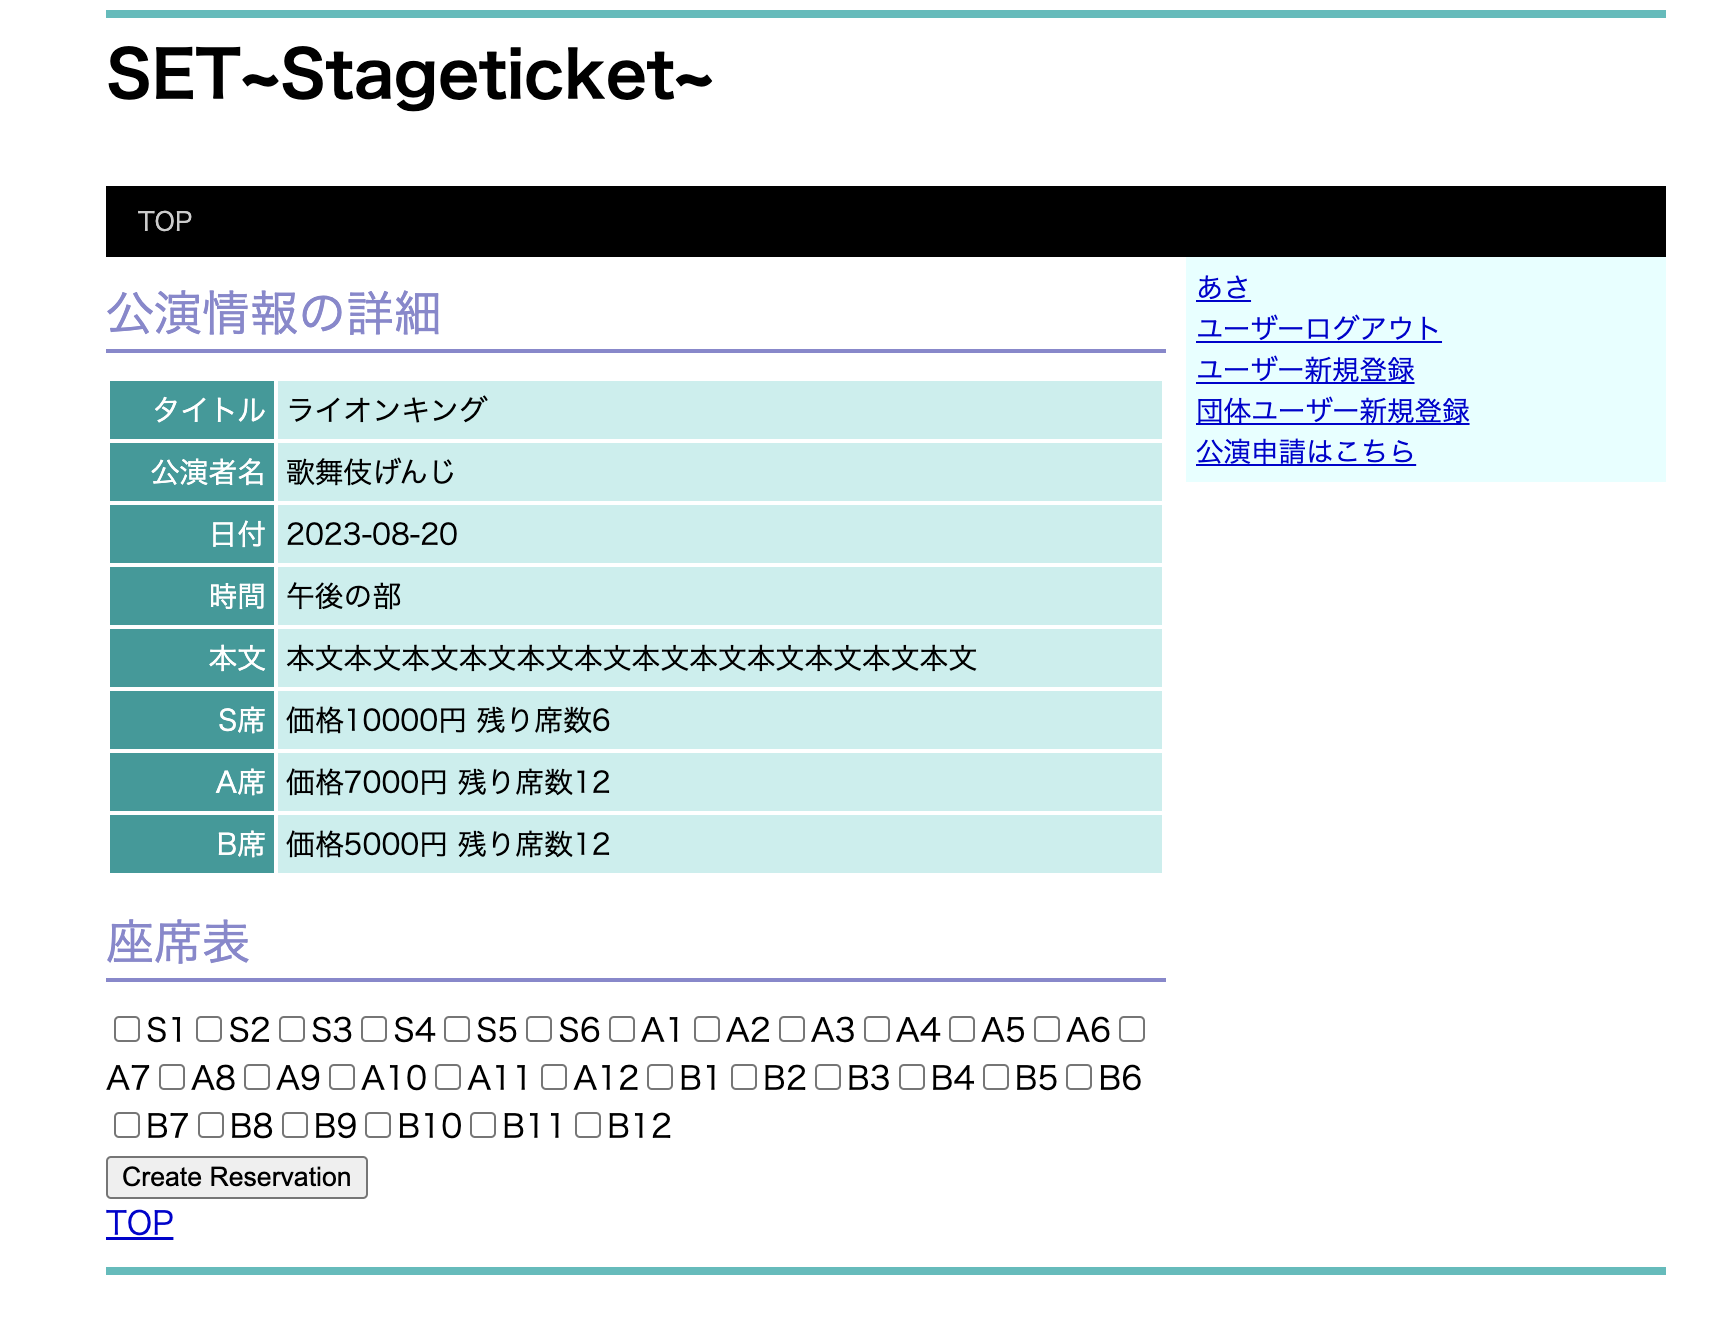 SET~Stageticket~
TOP
公演情報の詳細
タイトル ライオンキング
公演者名 歌舞伎げんじ
日付 2023-08-20
時間 午後の部
本文 本文本文本文本文本文本文本文本文本文本文本文本文
S席 価格10000円 残り席数6
A席 価格7000円 残り席数12
B席 価格5000円 残り席数12
座席表
S1 S2 S3 S4 S5 S6 A1 A2 A3 A4 A5 A6
A7 A8 A9 A10 A11 A12 B1 B2 B3 B4 B5 B6
B7 B8 B9 B10 B11 B12
Create Reservation
TOP
あさ
ユーザーログアウト
ユーザー新規登録
団体ユーザー新規登録
公演申請はこちら